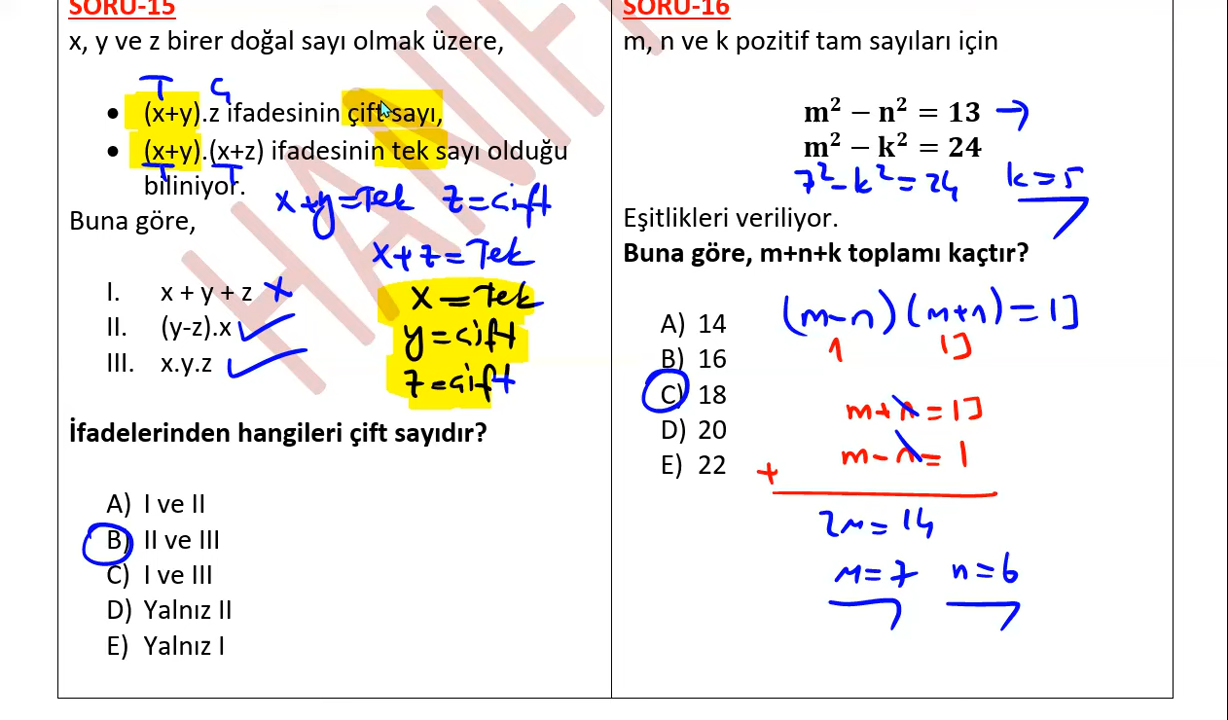 SORU-15
x, y ve z birer doğal sayı olmak üzere,
T Ç
• (x+y).z ifadesinin çift sayı,
• (x+y).(x+z) ifadesinin tek sayı olduğu
T T
biliniyor.
x+y=Tek z=Çift
Buna göre,
x+z=Tek
x=Tek
y=Çift
z=Çift
I. x + y + z x
II. (y-z).x ✓
III. x.y.z ✓
İfadelerinden hangileri çift sayıdır?
A) I ve II
B) II ve III
C) I ve III
D) Yalnız II
E) Yalnız I
SORU-16
m, n ve k pozitif tam sayıları için
m² − n² = 13 →
m² − k² = 24
7²-k²=24 k=5
Eşitlikleri veriliyor.
Buna göre, m+n+k toplamı kaçtır?
(m-n)(m+n)=13
1 13
A) 14
B) 16
C) 18
D) 20
E) 22
m+n=13
m-n=1
+
2m=14
m=7 n=6
HANIF